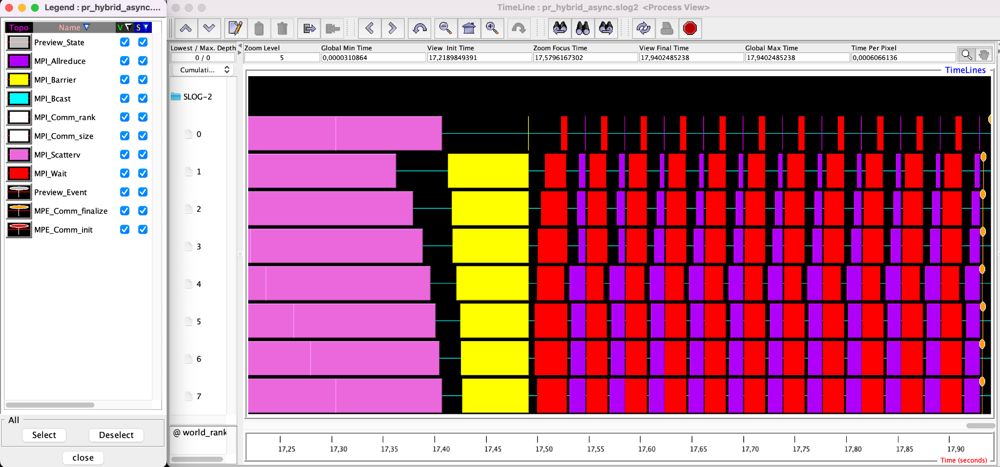 Legend : pr_hybrid_async....
Topo Name V S
Preview_State
MPI_Allreduce
MPI_Barrier
MPI_Bcast
MPI_Comm_rank
MPI_Comm_size
MPI_Scatterv
MPI_Wait
Preview_Event
MPE_Comm_finalize
MPE_Comm_init
All
Select Deselect
close
TimeLine : pr_hybrid_async.slog2 <Process View>
Lowest / Max. Depth Zoom Level Global Min Time View Init Time Zoom Focus Time View Final Time Global Max Time Time Per Pixel
0 / 0 5 0,0000310864 17,2189849391 17,5796167302 17,9402485238 17,9402485238 0,0006066136
Cumulati...
TimeLines
SLOG-2
0
1
2
3
4
5
6
7
@ world_rank
17,25 17,30 17,35 17,40 17,45 17,50 17,55 17,60 17,65 17,70 17,75 17,80 17,85 17,90
Time (seconds)